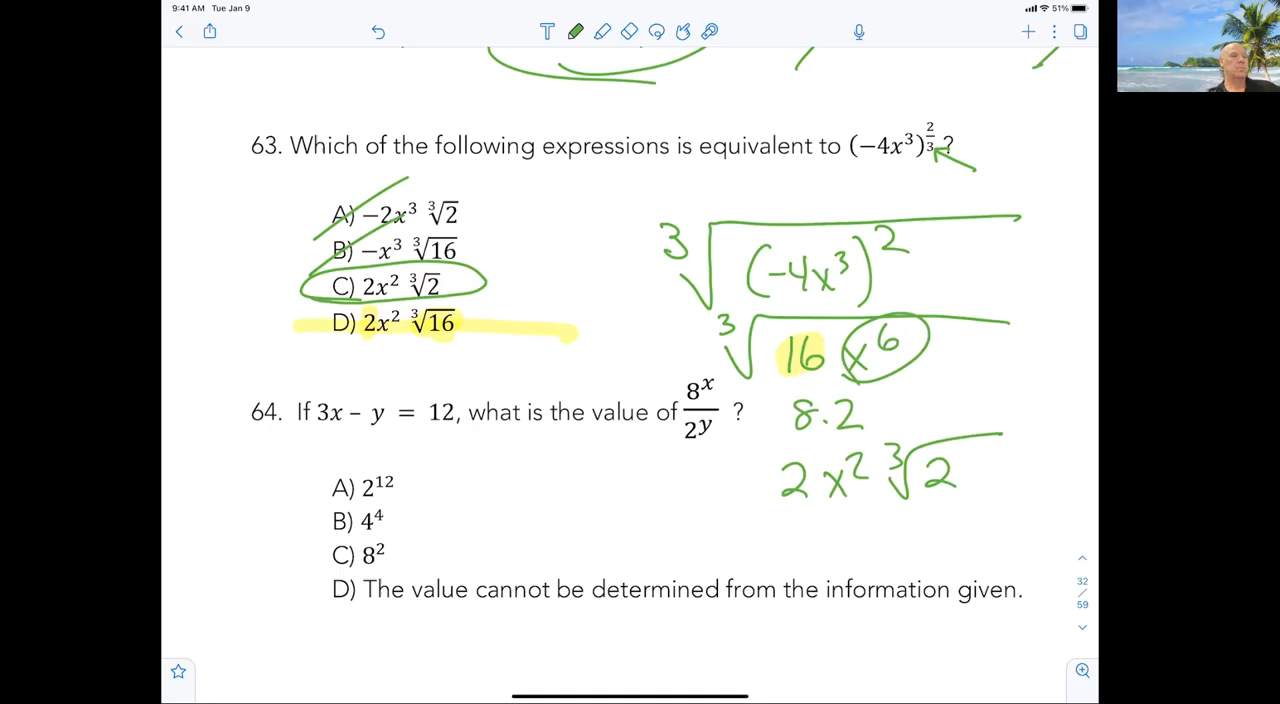 9:41 AM Tue Jan 9
51%
63. Which of the following expressions is equivalent to (−4x³)^(2/3) ?
A) −2x³ ∛2
B) −x³ ∛16
C) 2x² ∛2
D) 2x² ∛16
∛(−4x³)²
∛16 x⁶
8.2
2x² ∛2
64. If 3x − y = 12, what is the value of 8^x/2^y ?
A) 2¹²
B) 4⁴
C) 8²
D) The value cannot be determined from the information given.
32
/
59